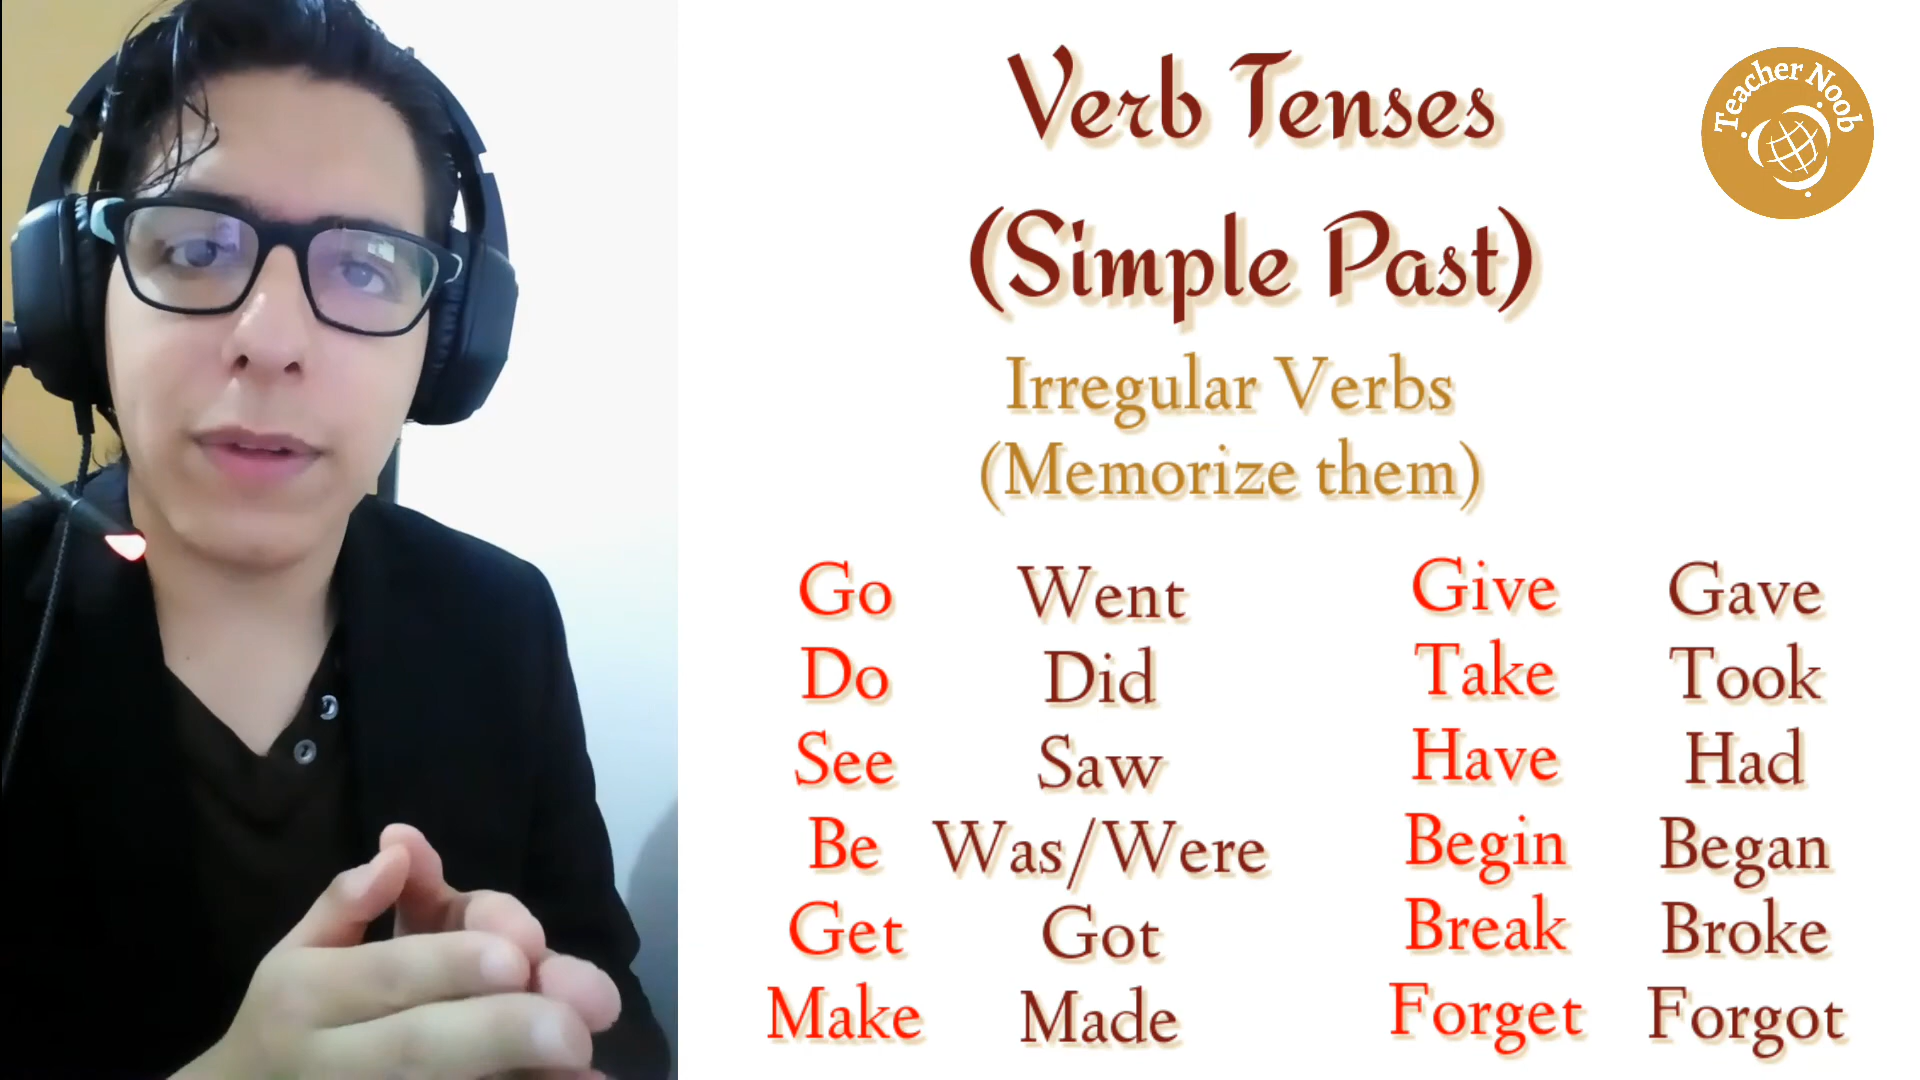 Verb Tenses
(Simple Past)
Teacher Noob
Irregular Verbs
(Memorize them)
Go Went Give Gave
Do Did Take Took
See Saw Have Had
Be Was/Were Begin Began
Get Got Break Broke
Make Made Forget Forgot